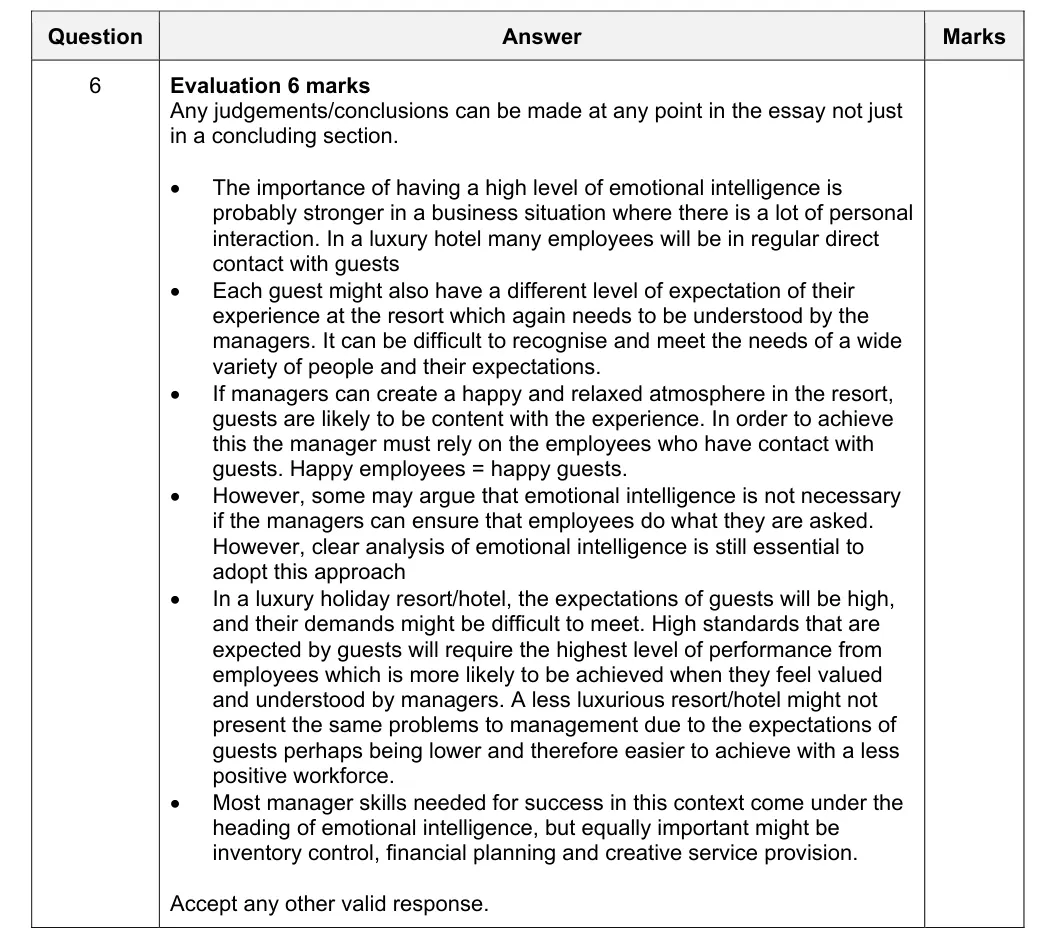 Question Answer Marks
6 Evaluation 6 marks
Any judgements/conclusions can be made at any point in the essay not just
in a concluding section.
• The importance of having a high level of emotional intelligence is
probably stronger in a business situation where there is a lot of personal
interaction. In a luxury hotel many employees will be in regular direct
contact with guests
• Each guest might also have a different level of expectation of their
experience at the resort which again needs to be understood by the
managers. It can be difficult to recognise and meet the needs of a wide
variety of people and their expectations.
• If managers can create a happy and relaxed atmosphere in the resort,
guests are likely to be content with the experience. In order to achieve
this the manager must rely on the employees who have contact with
guests. Happy employees = happy guests.
• However, some may argue that emotional intelligence is not necessary
if the managers can ensure that employees do what they are asked.
However, clear analysis of emotional intelligence is still essential to
adopt this approach
• In a luxury holiday resort/hotel, the expectations of guests will be high,
and their demands might be difficult to meet. High standards that are
expected by guests will require the highest level of performance from
employees which is more likely to be achieved when they feel valued
and understood by managers. A less luxurious resort/hotel might not
present the same problems to management due to the expectations of
guests perhaps being lower and therefore easier to achieve with a less
positive workforce.
• Most manager skills needed for success in this context come under the
heading of emotional intelligence, but equally important might be
inventory control, financial planning and creative service provision.
Accept any other valid response.